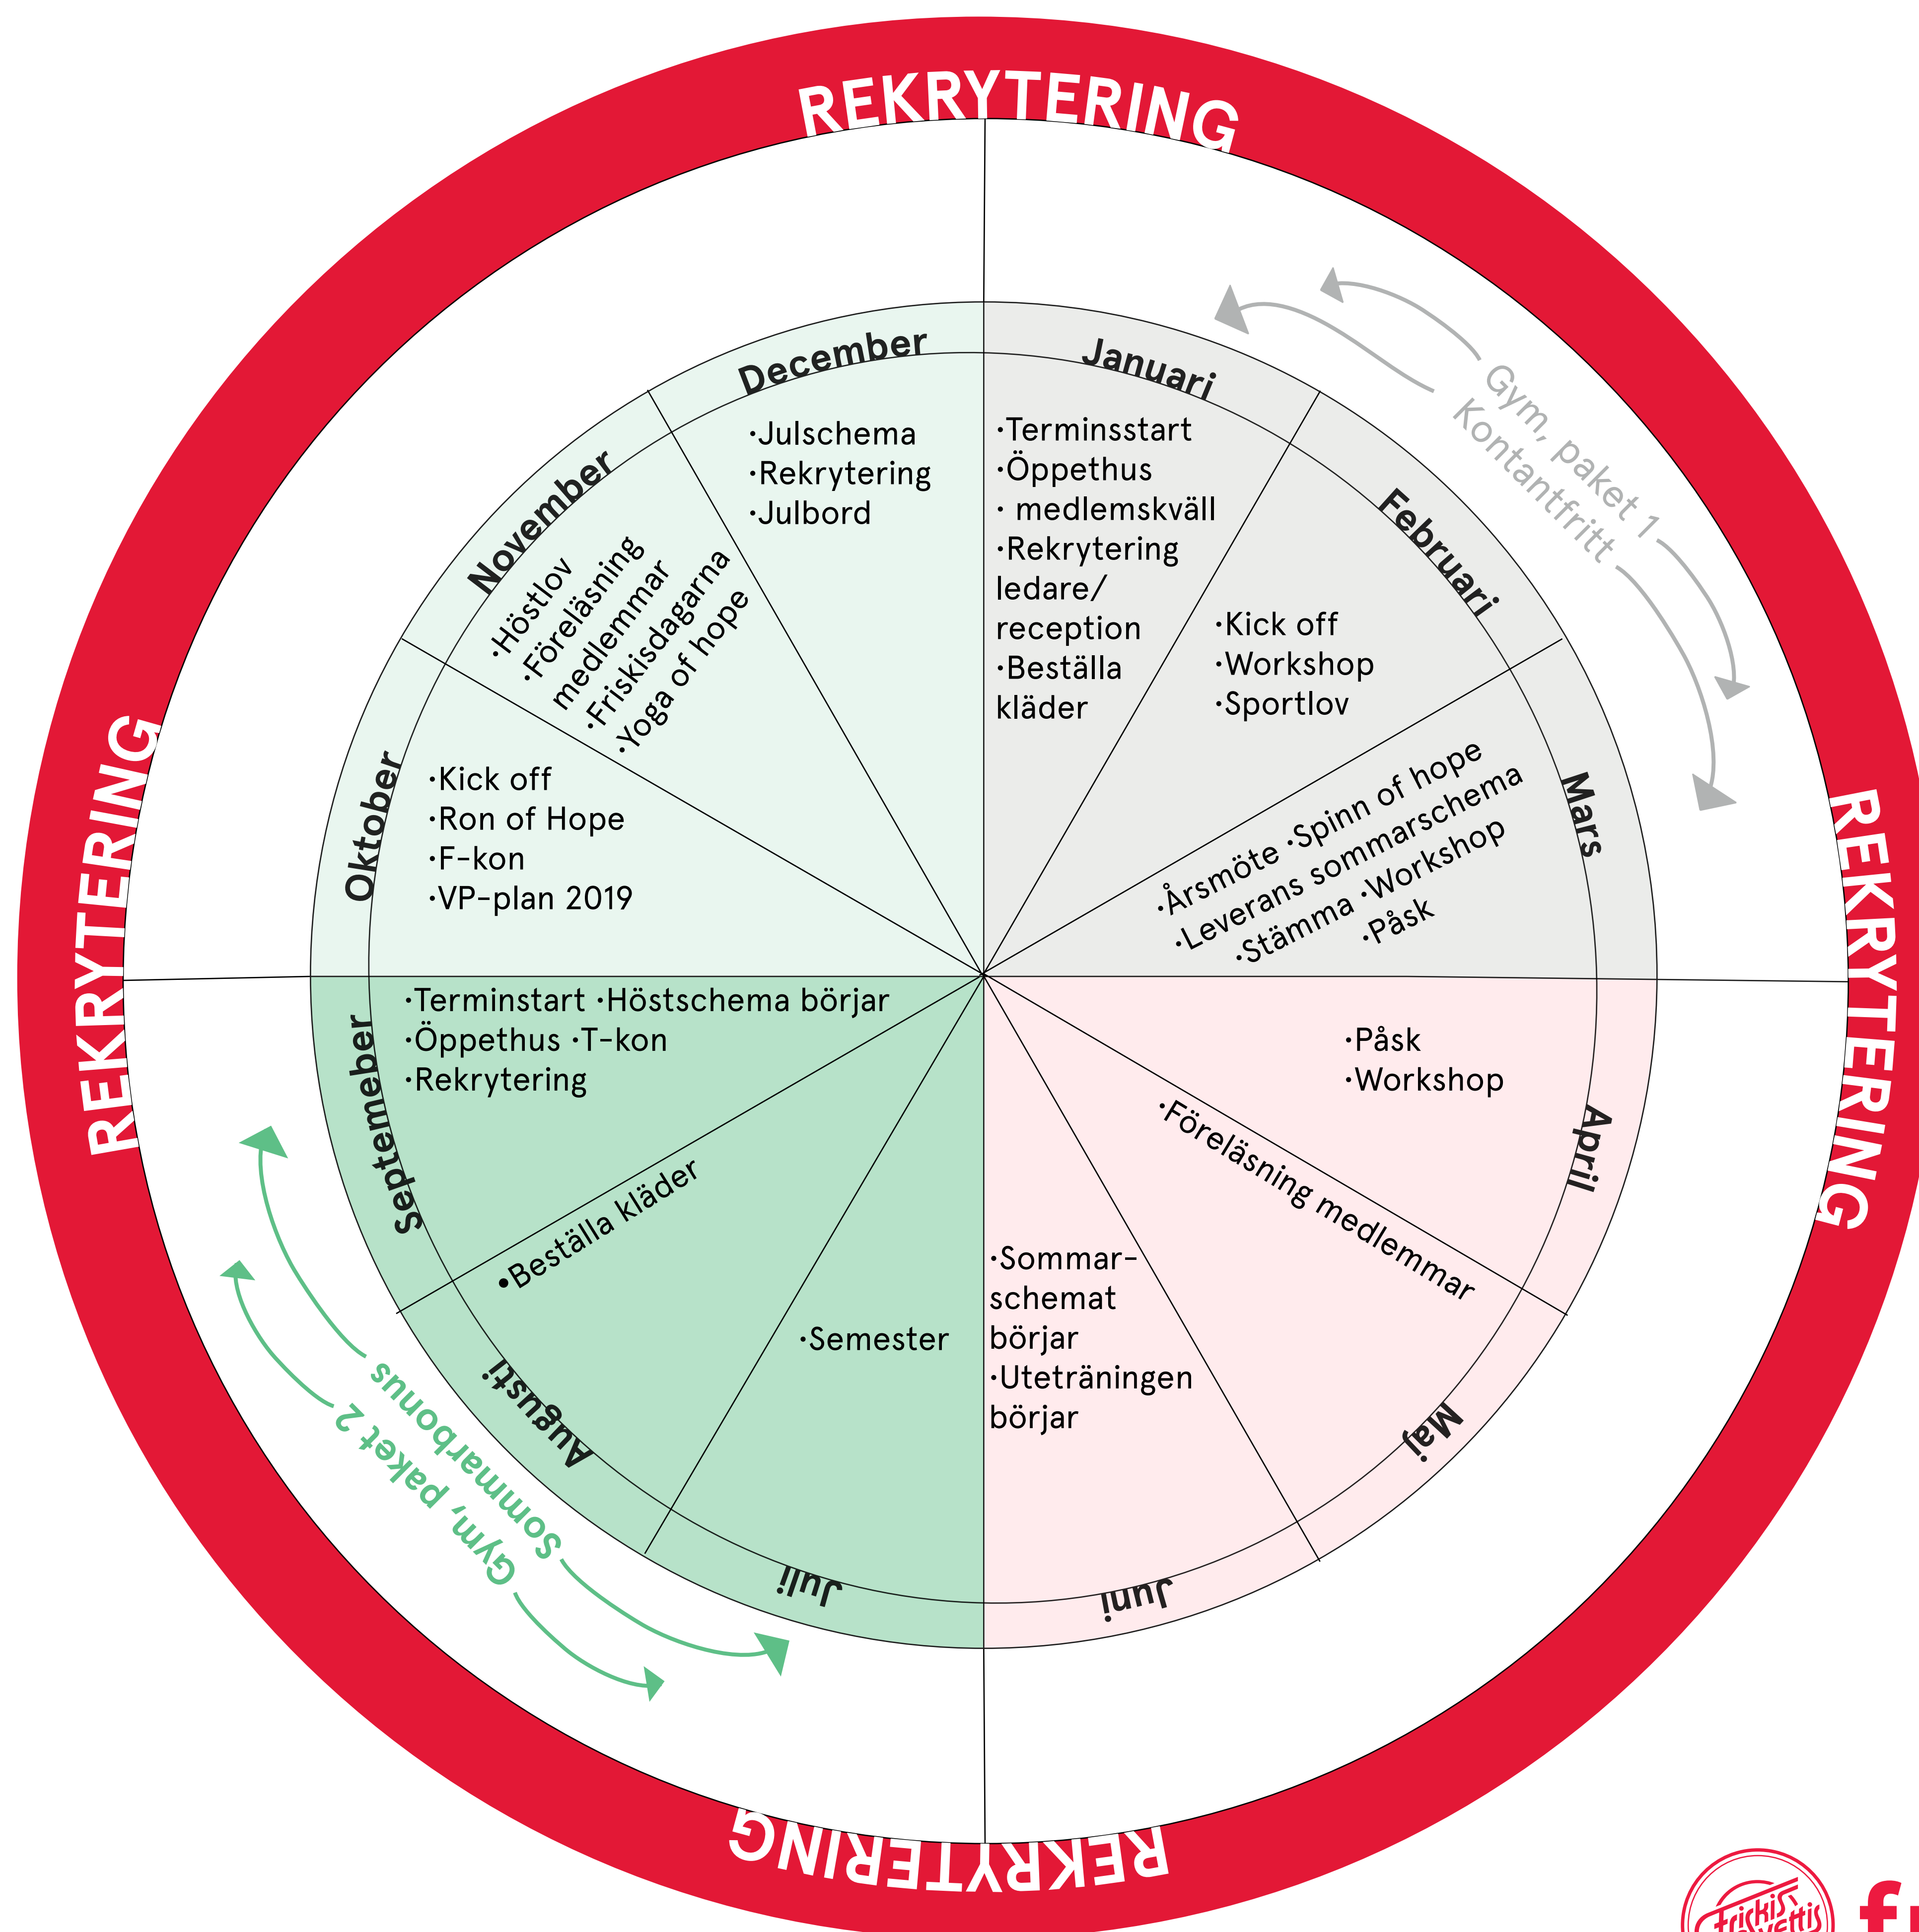 REKRYTERING
Januari
·Terminsstart
·Öppethus
· medlemskväll
·Rekrytering
ledare/
reception
·Beställa
kläder
Februari
·Kick off
·Workshop
·Sportlov
Gym, paket 1
Kontantfritt
Mars
·Årsmöte ·Spinn of hope
·Leverans sommarschema
·Stämma ·Workshop
·Påsk
REKRYTERING
April
·Påsk
·Workshop
Maj
·Föreläsning medlemmar
Juni
·Sommar-
schemat
börjar
·Uteträningen
börjar
REKRYTERING
Juli
·Semester
Augusti
•Beställa kläder
Sommarbonus
Gym, paket 2
Septemeber
·Terminstart ·Höstschema börjar
·Öppethus ·T-kon
·Rekrytering
REKRYTERING
Oktober
·Kick off
·Ron of Hope
·F-kon
·VP-plan 2019
November
·Höstlov
·Föreläsning
medlemmar
·Friskisdagarna
·Yoga of hope
December
·Julschema
·Rekrytering
·Julbord
Friskis